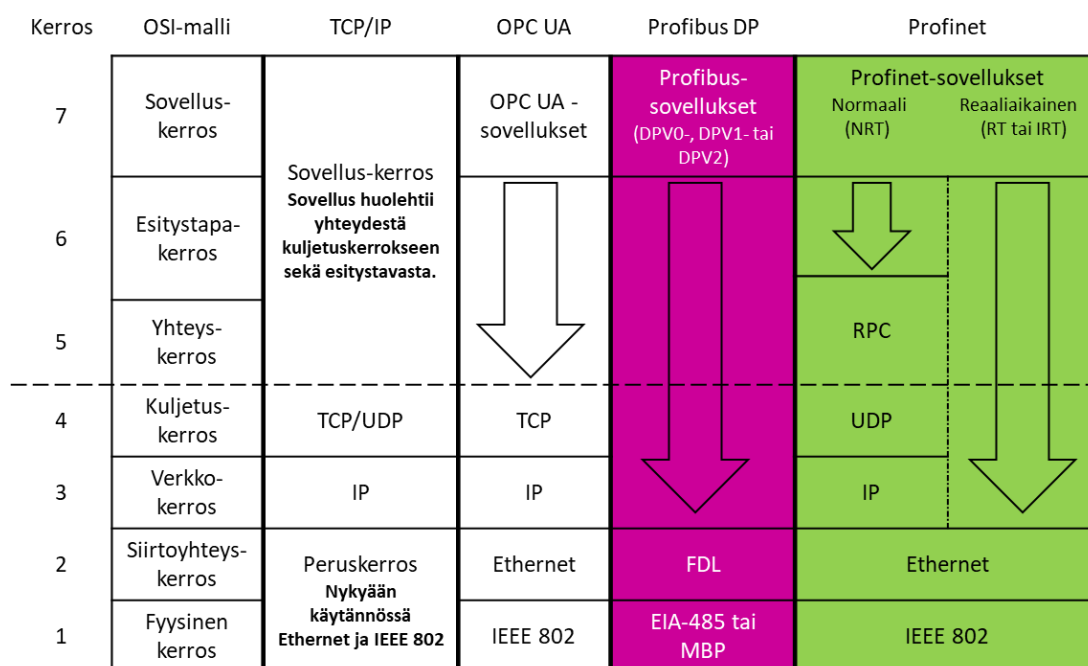 Kerros OSI-malli TCP/IP OPC UA Profibus DP Profinet
7
Sovellus-
kerros
Sovellus-kerros
Sovellus huolehtii
yhteydestä
kuljetuskerrokseen
sekä esitystavasta.
OPC UA -
sovellukset
Profibus-
sovellukset
(DPV0-, DPV1- tai
DPV2)
Profinet-sovellukset
Normaali
(NRT)
Reaaliaikainen
(RT tai IRT)
6
Esitystapa-
kerros
5
Yhteys-
kerros
RPC
4
Kuljetus-
kerros
TCP/UDP
TCP
UDP
3
Verkko-
kerros
IP
IP
IP
2
Siirtoyhteys-
kerros
Peruskerros
Nykyään
käytännössä
Ethernet ja IEEE 802
Ethernet
FDL
Ethernet
1
Fyysinen
kerros
IEEE 802
EIA-485 tai
MBP
IEEE 802